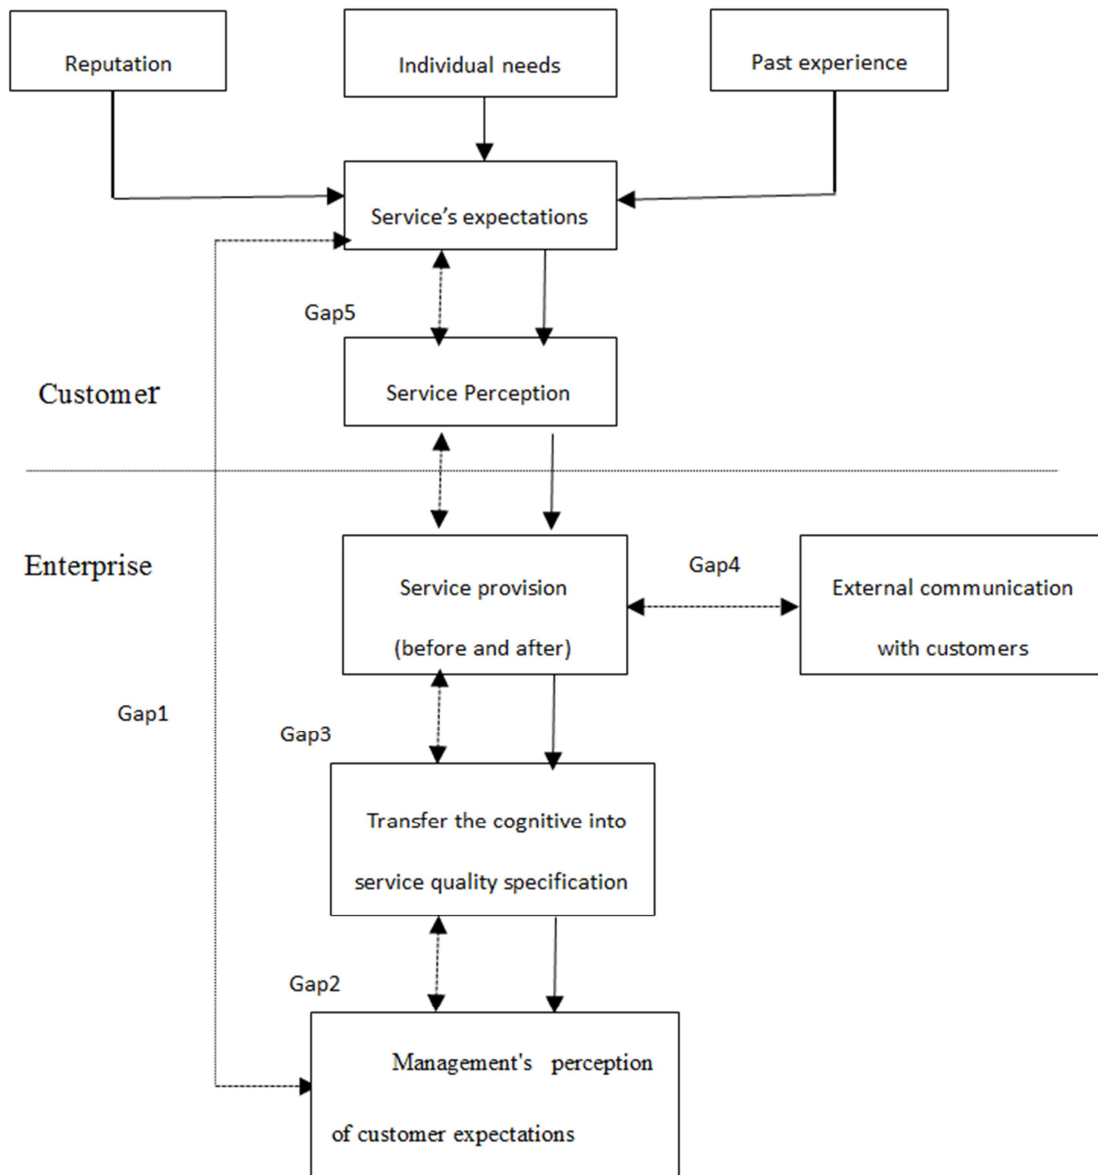 Reputation
Individual needs
Past experience
Service's expectations
Gap5
Service Perception
Customer
Enterprise
Service provision
(before and after)
Gap4
External communication
with customers
Gap1
Gap3
Transfer the cognitive into
service quality specification
Gap2
Management's perception
of customer expectations